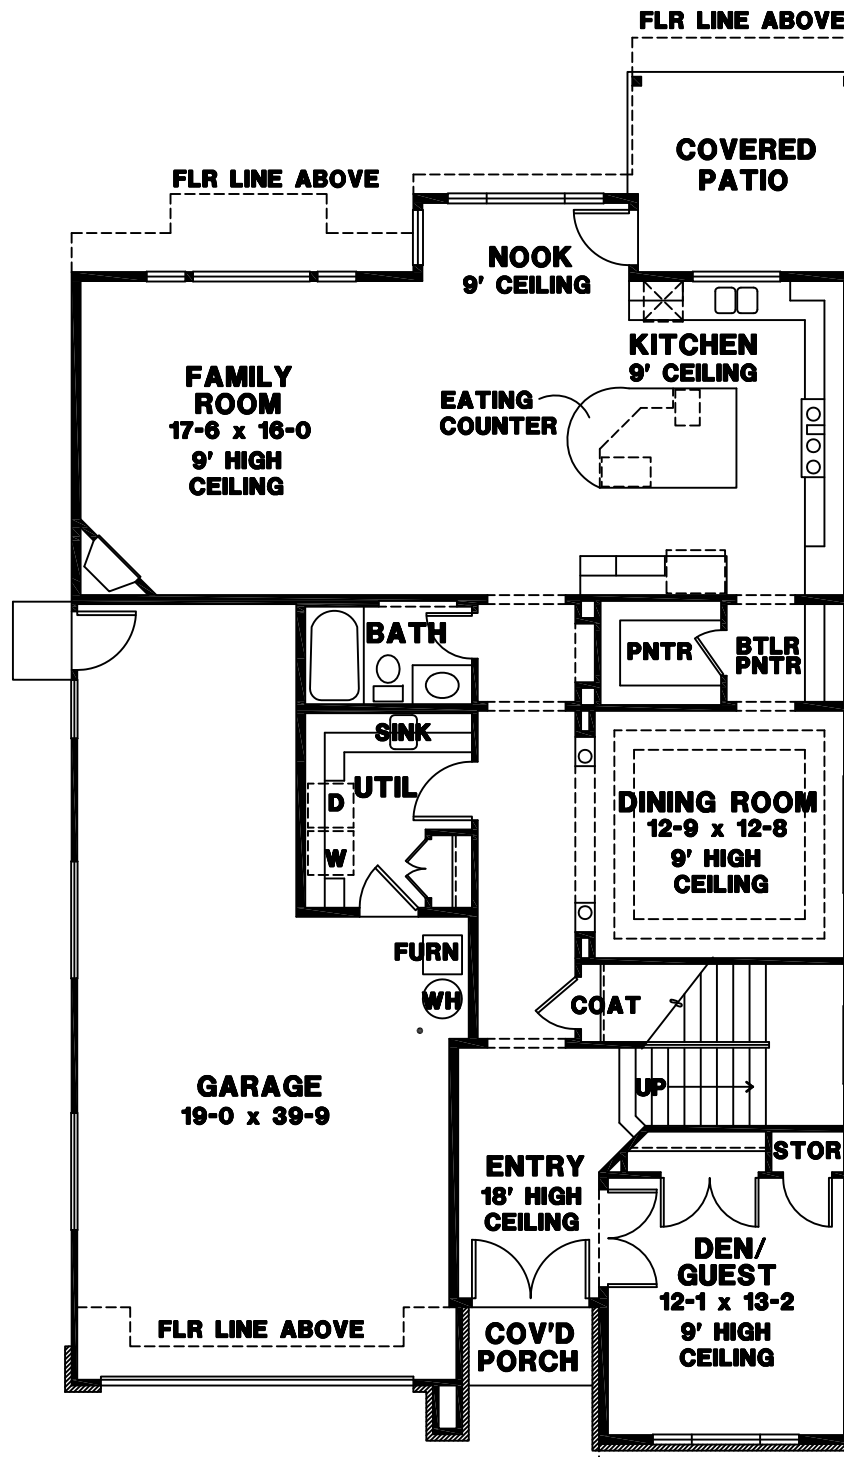 FLR LINE ABOVE
COVERED
PATIO
FLR LINE ABOVE
NOOK
9' CEILING
KITCHEN
9' CEILING
FAMILY
ROOM
17-6 x 16-0
9' HIGH
CEILING
EATING
COUNTER
BATH
PNTR
BTLR
PNTR
SINK
UTIL
D
W
DINING ROOM
12-9 x 12-8
9' HIGH
CEILING
FURN
WH
COAT
UP
GARAGE
19-0 x 39-9
ENTRY
18' HIGH
CEILING
STOR
DEN/
GUEST
12-1 x 13-2
9' HIGH
CEILING
FLR LINE ABOVE
COV'D
PORCH